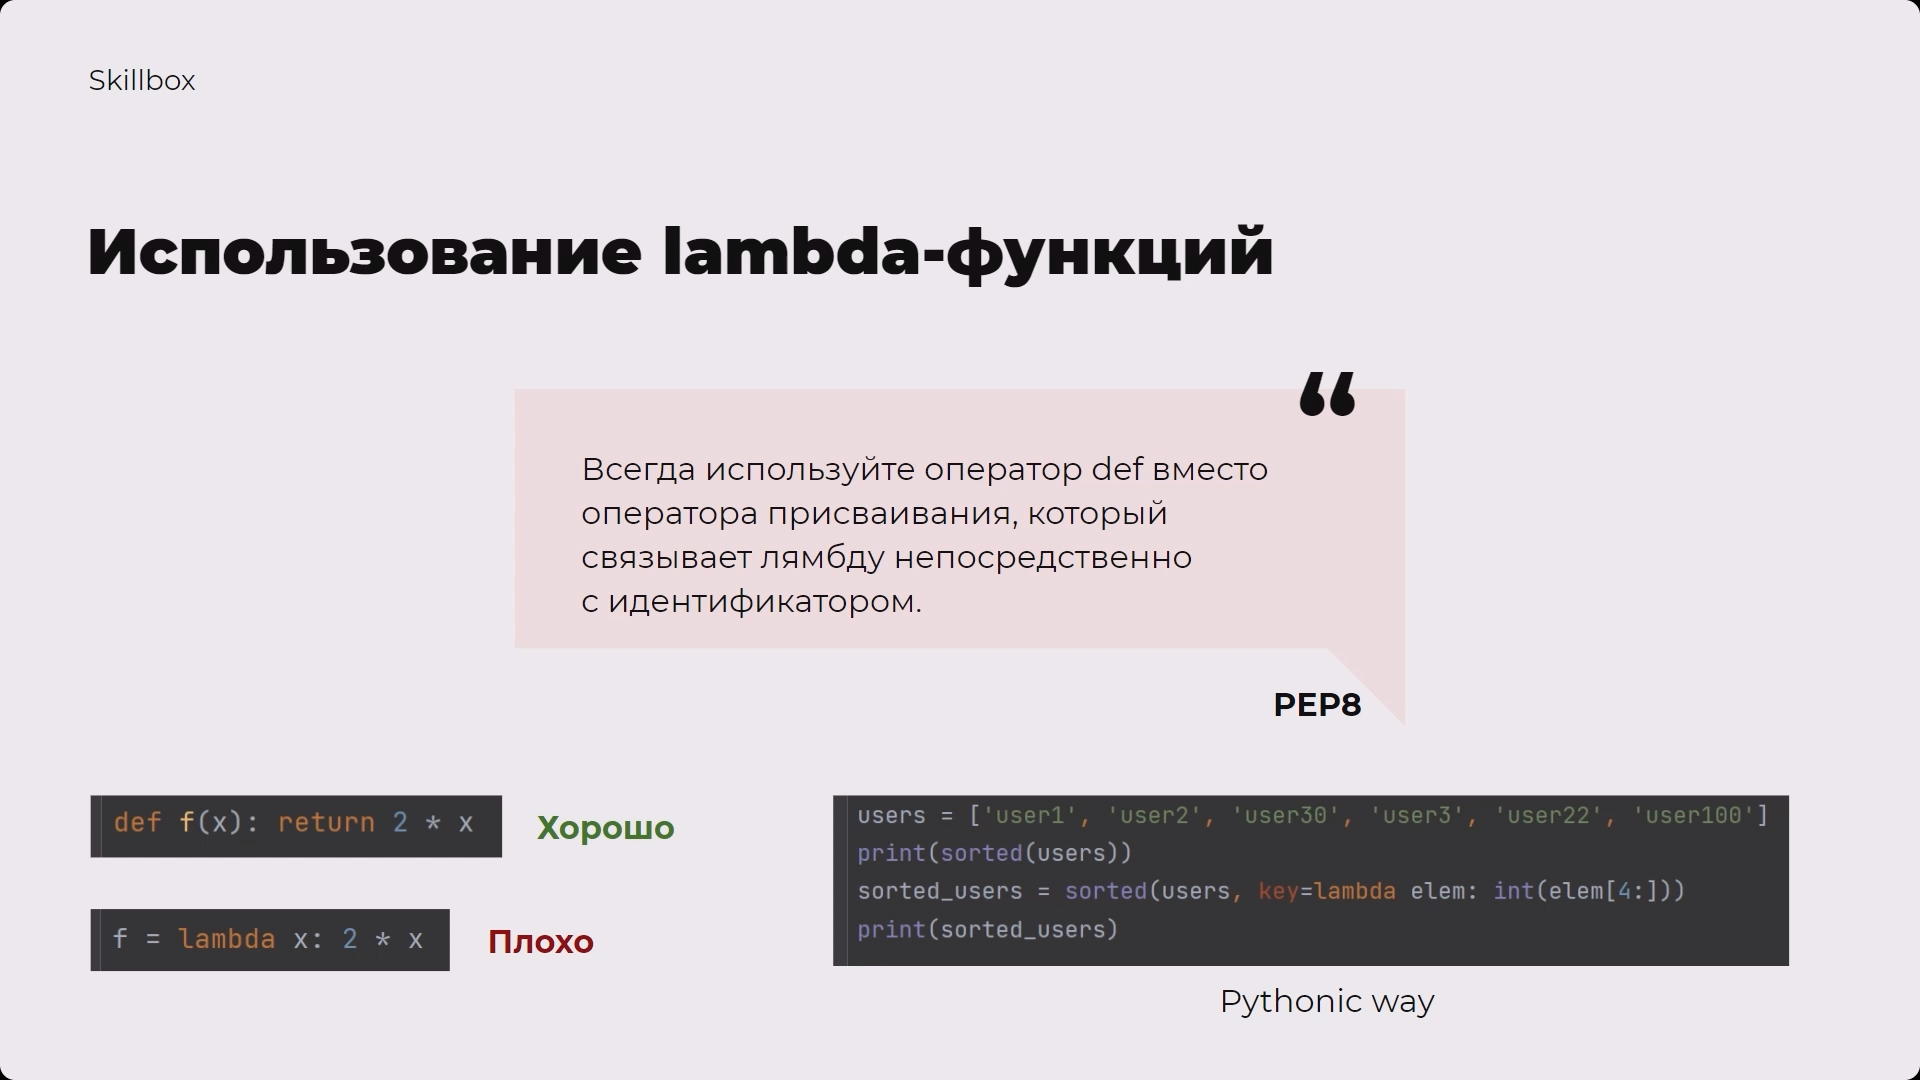 Skillbox
Использование lambda-функций
“
Всегда используйте оператор def вместо
оператора присваивания, который
связывает лямбду непосредственно
с идентификатором.
PEP8
def f(x): return 2 * x
Хорошо
f = lambda x: 2 * x
Плохо
users = ['user1', 'user2', 'user30', 'user3', 'user22', 'user100']
print(sorted(users))
sorted_users = sorted(users, key=lambda elem: int(elem[4:]))
print(sorted_users)
Pythonic way